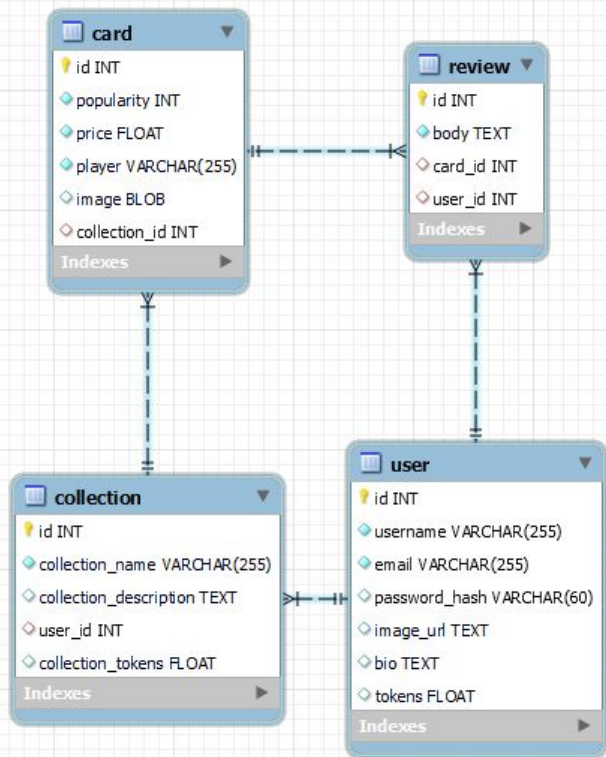 card
id INT
popularity INT
price FLOAT
player VARCHAR(255)
image BLOB
collection_id INT
Indexes
review
id INT
body TEXT
card_id INT
user_id INT
Indexes
collection
id INT
collection_name VARCHAR(255)
collection_description TEXT
user_id INT
collection_tokens FLOAT
Indexes
user
id INT
username VARCHAR(255)
email VARCHAR(255)
password_hash VARCHAR(60)
image_url TEXT
bio TEXT
tokens FLOAT
Indexes